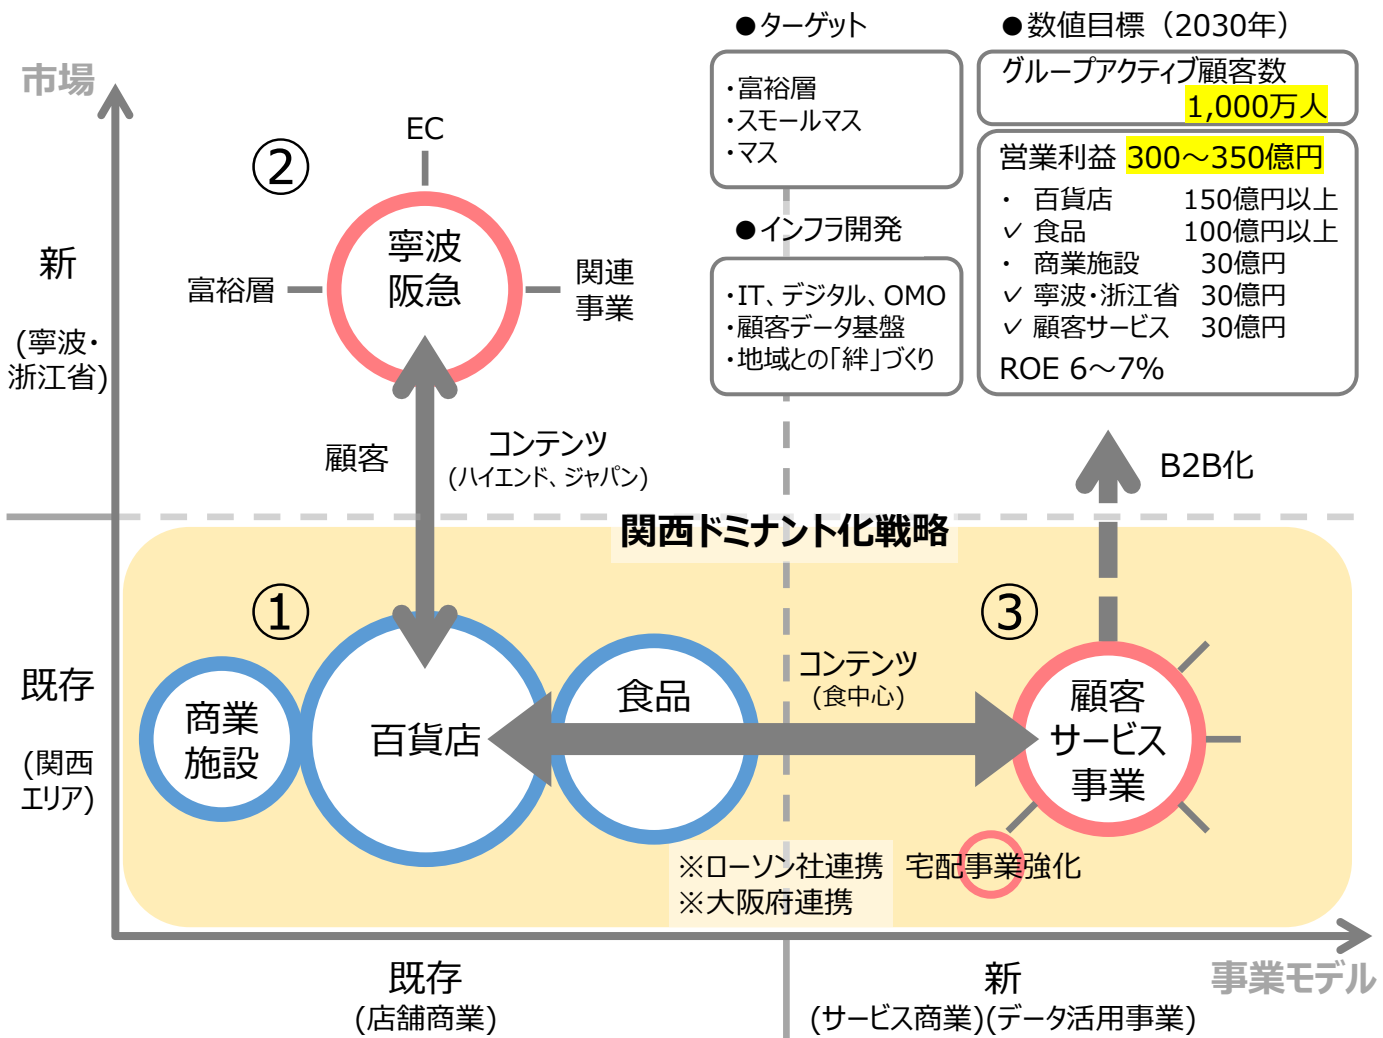 ●ターゲット
・富裕層
・スモールマス
・マス
●インフラ開発
・IT、デジタル、OMO
・顧客データ基盤
・地域との「絆」づくり
●数値目標（2030年）
グループアクティブ顧客数
1,000万人
営業利益 300～350億円
・ 百貨店 150億円以上
✓ 食品 100億円以上
・ 商業施設 30億円
✓ 寧波・浙江省 30億円
✓ 顧客サービス 30億円
ROE 6～7%
市場
新
(寧波・
浙江省)
②
EC
富裕層
寧波
阪急
関連
事業
顧客
コンテンツ
(ハイエンド、ジャパン)
B2B化
関西ドミナント化戦略
既存
(関西
エリア)
①
商業
施設
百貨店
食品
コンテンツ
(食中心)
③
顧客
サービス
事業
※ローソン社連携
※大阪府連携
宅配事業強化
既存
(店舗商業)
新
(サービス商業)(データ活用事業)
事業モデル